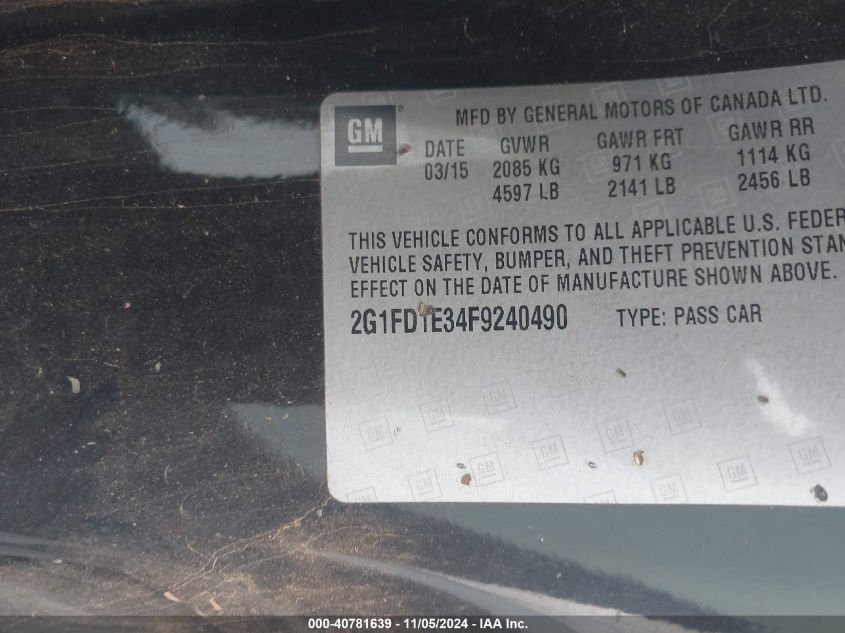 GM
MFD BY GENERAL MOTORS OF CANADA LTD.
DATE GVWR GAWR FRT GAWR RR
03/15 2085 KG 971 KG 1114 KG
4597 LB 2141 LB 2456 LB
THIS VEHICLE CONFORMS TO ALL APPLICABLE U.S. FEDER
VEHICLE SAFETY, BUMPER, AND THEFT PREVENTION STAN
EFFECT ON THE DATE OF MANUFACTURE SHOWN ABOVE.
2G1FD1E34F9240490 TYPE: PASS CAR
000-40781639 - 11/05/2024 - IAA Inc.